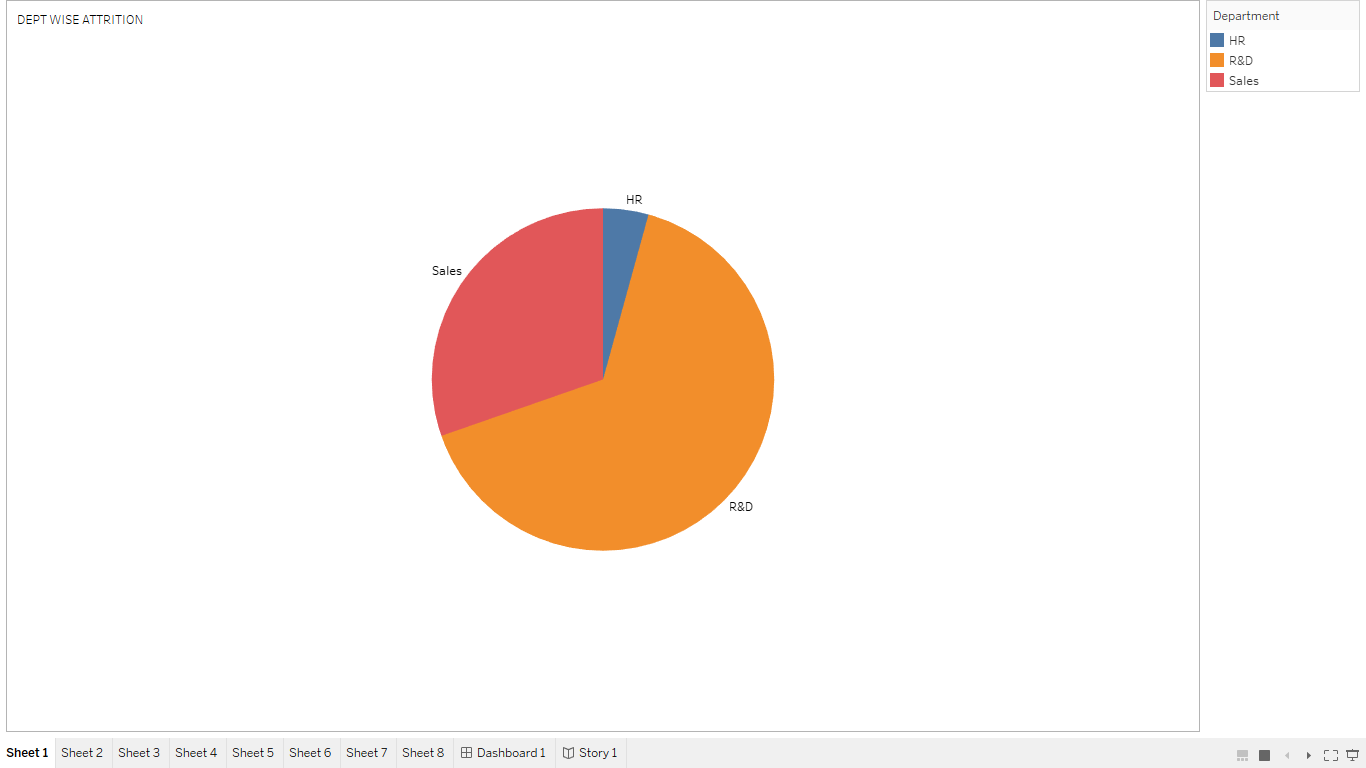 DEPT WISE ATTRITION
Department
HR
R&D
Sales
HR
Sales
R&D
Sheet 1 Sheet 2 Sheet 3 Sheet 4 Sheet 5 Sheet 6 Sheet 7 Sheet 8 Dashboard 1 Story 1